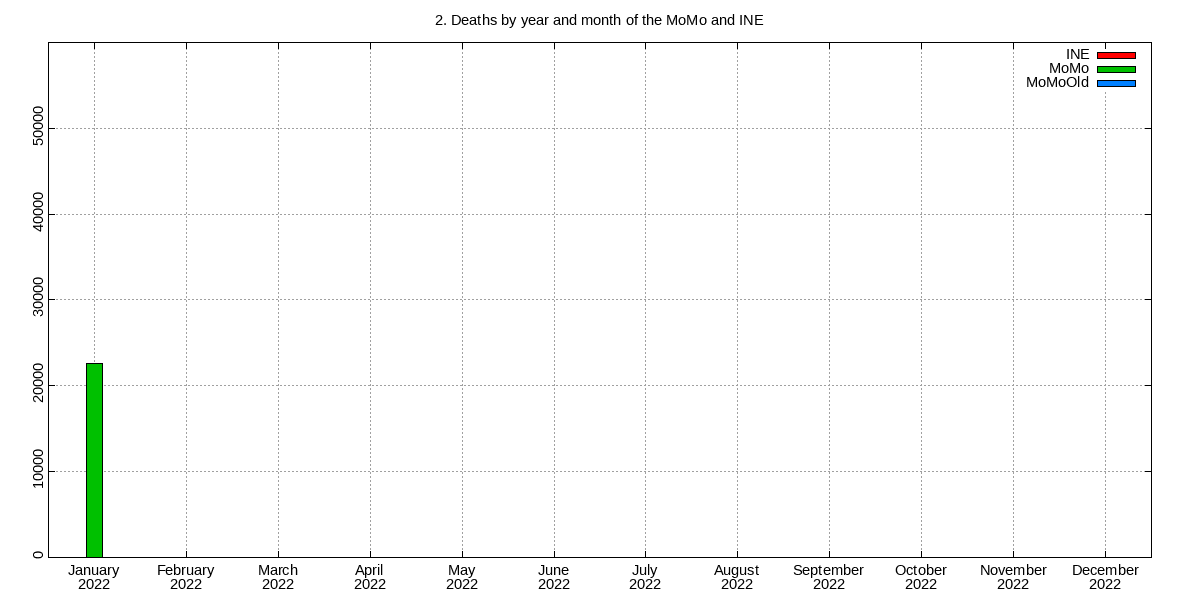 2. Deaths by year and month of the MoMo and INE
INE
MoMo
MoMoOld
50000
40000
30000
20000
10000
0
January February March April May June July August September October November December
2022 2022 2022 2022 2022 2022 2022 2022 2022 2022 2022 2022